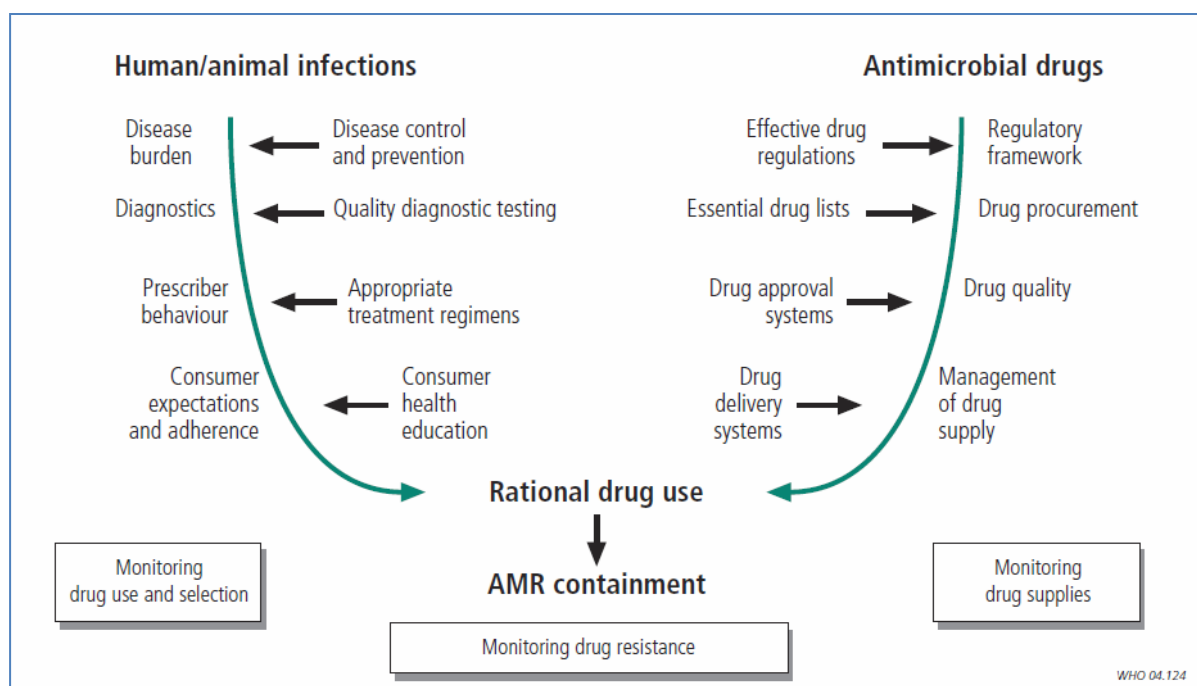 Human/animal infections
Disease
burden
Disease control
and prevention
Diagnostics
Quality diagnostic testing
Prescriber
behaviour
Appropriate
treatment regimens
Consumer
expectations
and adherence
Consumer
health
education
Antimicrobial drugs
Effective drug
regulations
Regulatory
framework
Essential drug lists
Drug procurement
Drug approval
systems
Drug quality
Drug
delivery
systems
Management
of drug
supply
Rational drug use
AMR containment
Monitoring
drug use and selection
Monitoring drug resistance
Monitoring
drug supplies
WHO 04.124